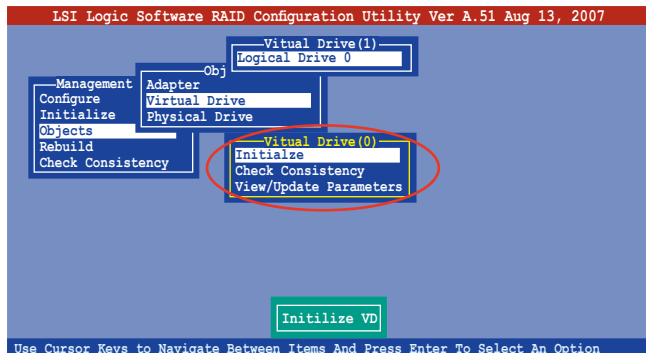 LSI Logic Software RAID Configuration Utility Ver A.51 Aug 13, 2007
Vitual Drive(1)
Logical Drive 0
Obj
Adapter
Virtual Drive
Physical Drive
Management
Configure
Initialize
Objects
Rebuild
Check Consistency
Vitual Drive(0)
Initialze
Check Consistency
View/Update Parameters
Initilize VD
Use Cursor Keys to Navigate Between Items And Press Enter To Select An Option